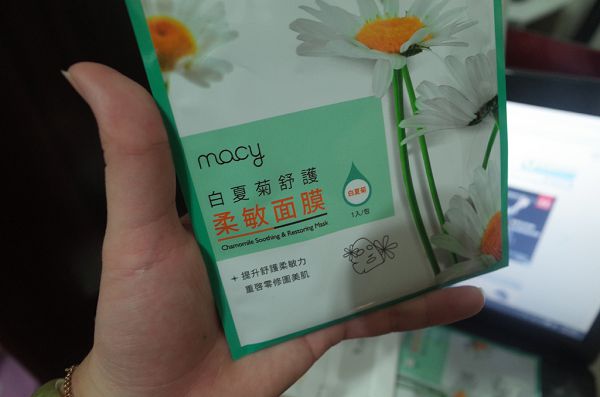 macy
白夏菊舒護
柔敏面膜
白夏菊
1入/包
Chamomile Soothing & Restoring Mask
+提升舒護柔敏力
重啓零修圖美肌